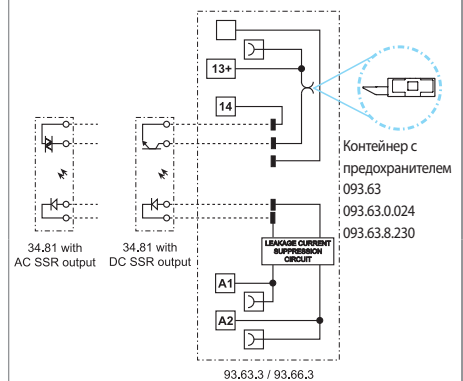 13+
14
Контейнер с
предохранителем
093.63
093.63.0.024
093.63.8.230
34.81 with
AC SSR output
34.81 with
DC SSR output
LEAKAGE CURRENT
SUPPRESSION
CIRCUIT
A1
A2
93.63.3 / 93.66.3